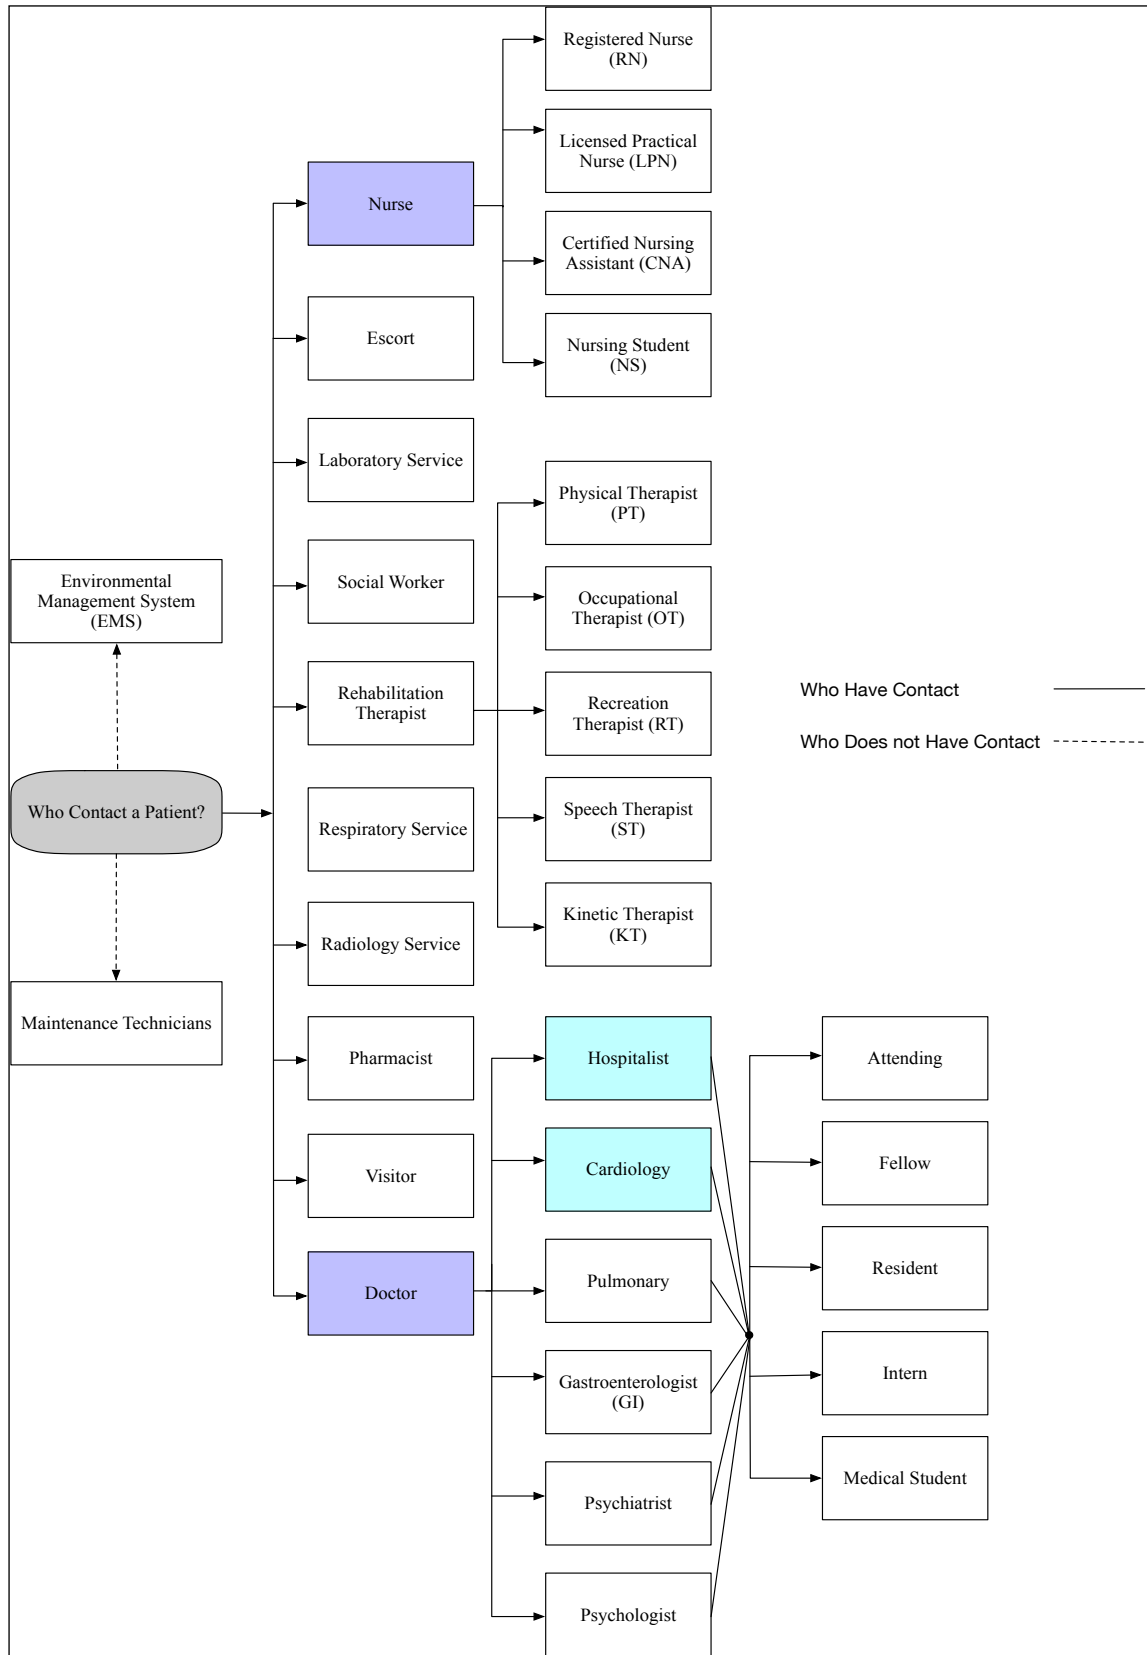 Registered Nurse
(RN)
Licensed Practical
Nurse (LPN)
Nurse
Certified Nursing
Assistant (CNA)
Escort
Nursing Student
(NS)
Laboratory Service
Physical Therapist
(PT)
Social Worker
Environmental
Management System
(EMS)
Occupational
Therapist (OT)
Rehabilitation
Therapist
Recreation
Therapist (RT)
Who Have Contact
Who Does not Have Contact
Who Contact a Patient?
Respiratory Service
Speech Therapist
(ST)
Kinetic Therapist
(KT)
Radiology Service
Maintenance Technicians
Pharmacist
Hospitalist
Attending
Visitor
Cardiology
Fellow
Doctor
Pulmonary
Resident
Gastroenterologist
(GI)
Intern
Psychiatrist
Medical Student
Psychologist